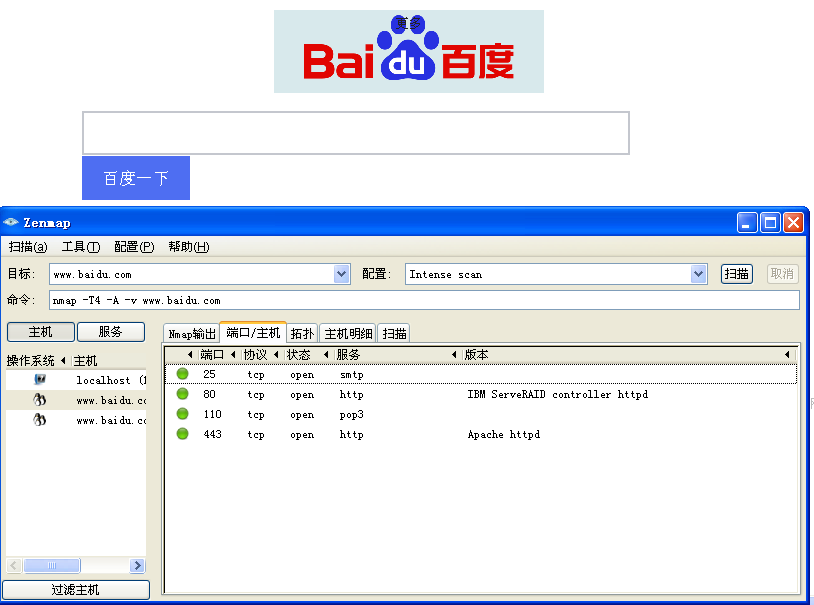 更多
Bai du 百度
百度一下
Zenmap
扫描(a) 工具(T) 配置(P) 帮助(H)
目标: www.baidu.com 配置: Intense scan 扫描 取消
命令: nmap -T4 -A -v www.baidu.com
主机 服务 Nmap输出 端口/主机 拓扑 主机明细 扫描
操作系统 主机 端口 协议 状态 服务 版本
localhost (
25 tcp open smtp
www.baidu.co
80 tcp open http IBM ServeRAID controller httpd
www.baidu.co
110 tcp open pop3
443 tcp open http Apache httpd
过滤主机